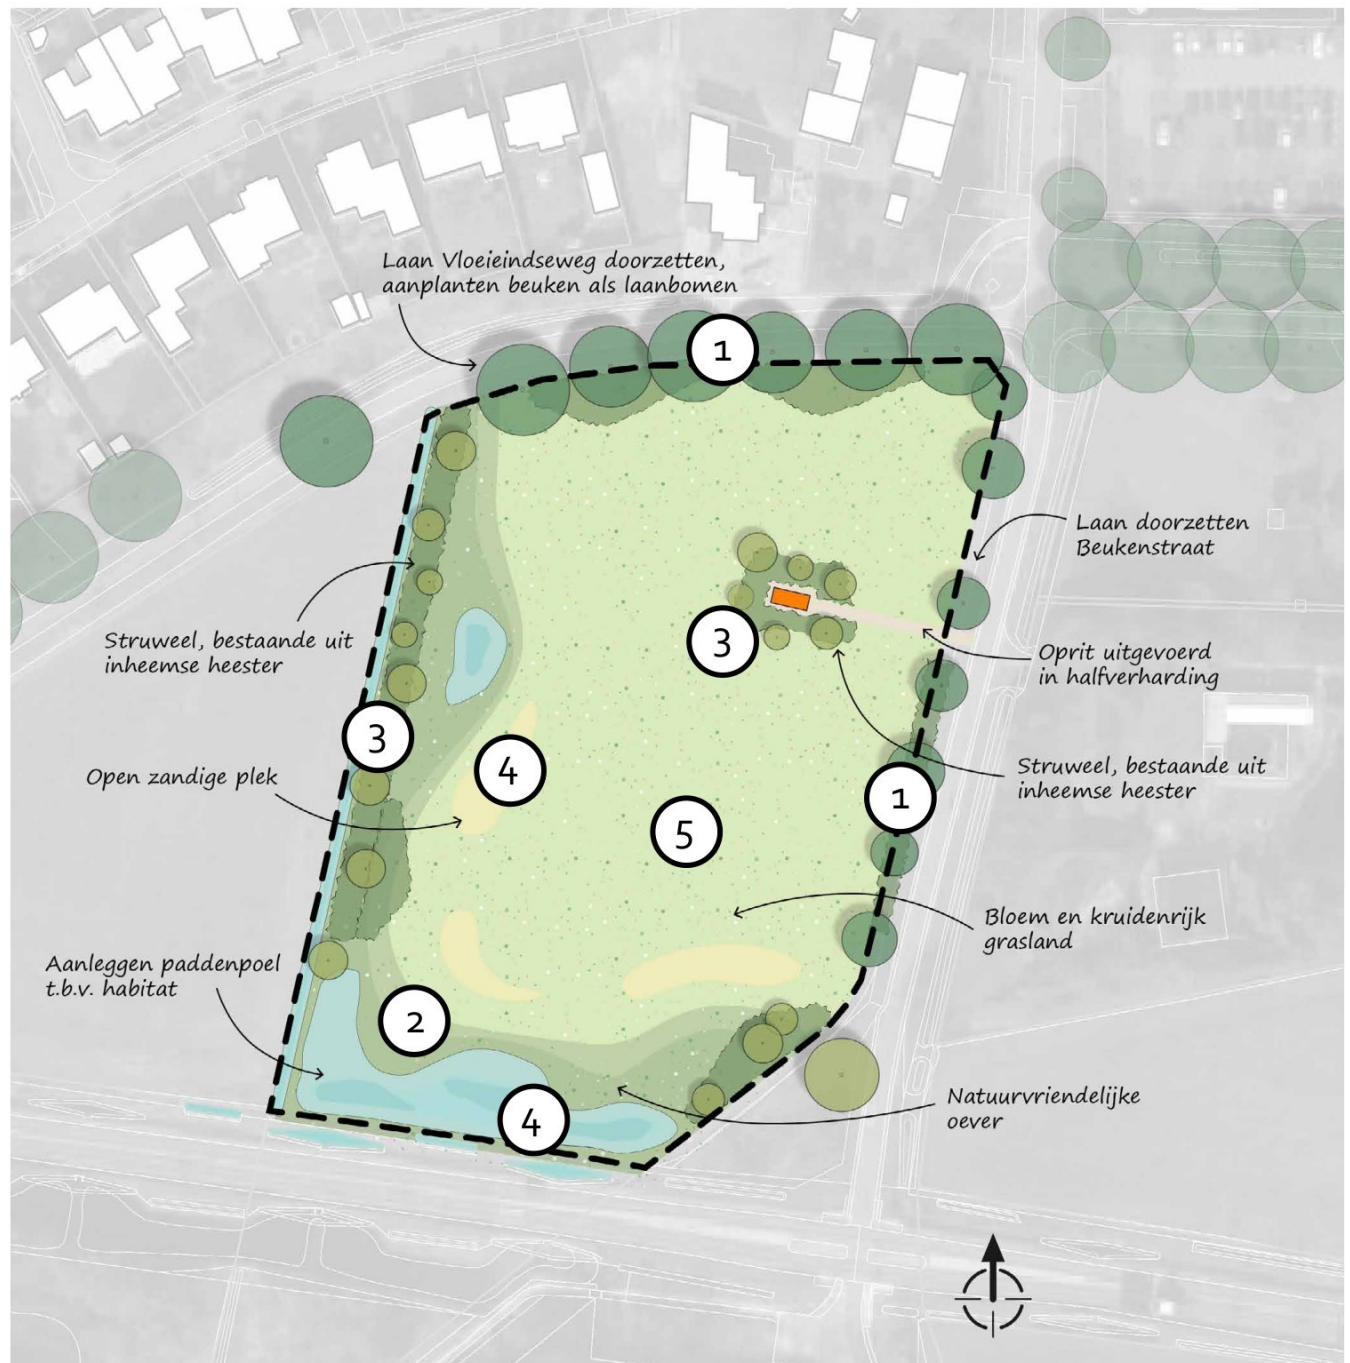 Laan Vloeieindseweg doorzetten,
aanplanten beuken als laanbomen
1
Laan doorzetten
Beukenstraat
Struweel, bestaande uit
inheemse heester
3
Oprit uitgevoerd
in halfverharding
3
Open zandige plek
4
Struweel, bestaande uit
inheemse heester
1
5
Bloem en kruidenrijk
grasland
Aanleggen paddenpoel
t.b.v. habitat
2
4
Natuurvriendelijke
oever